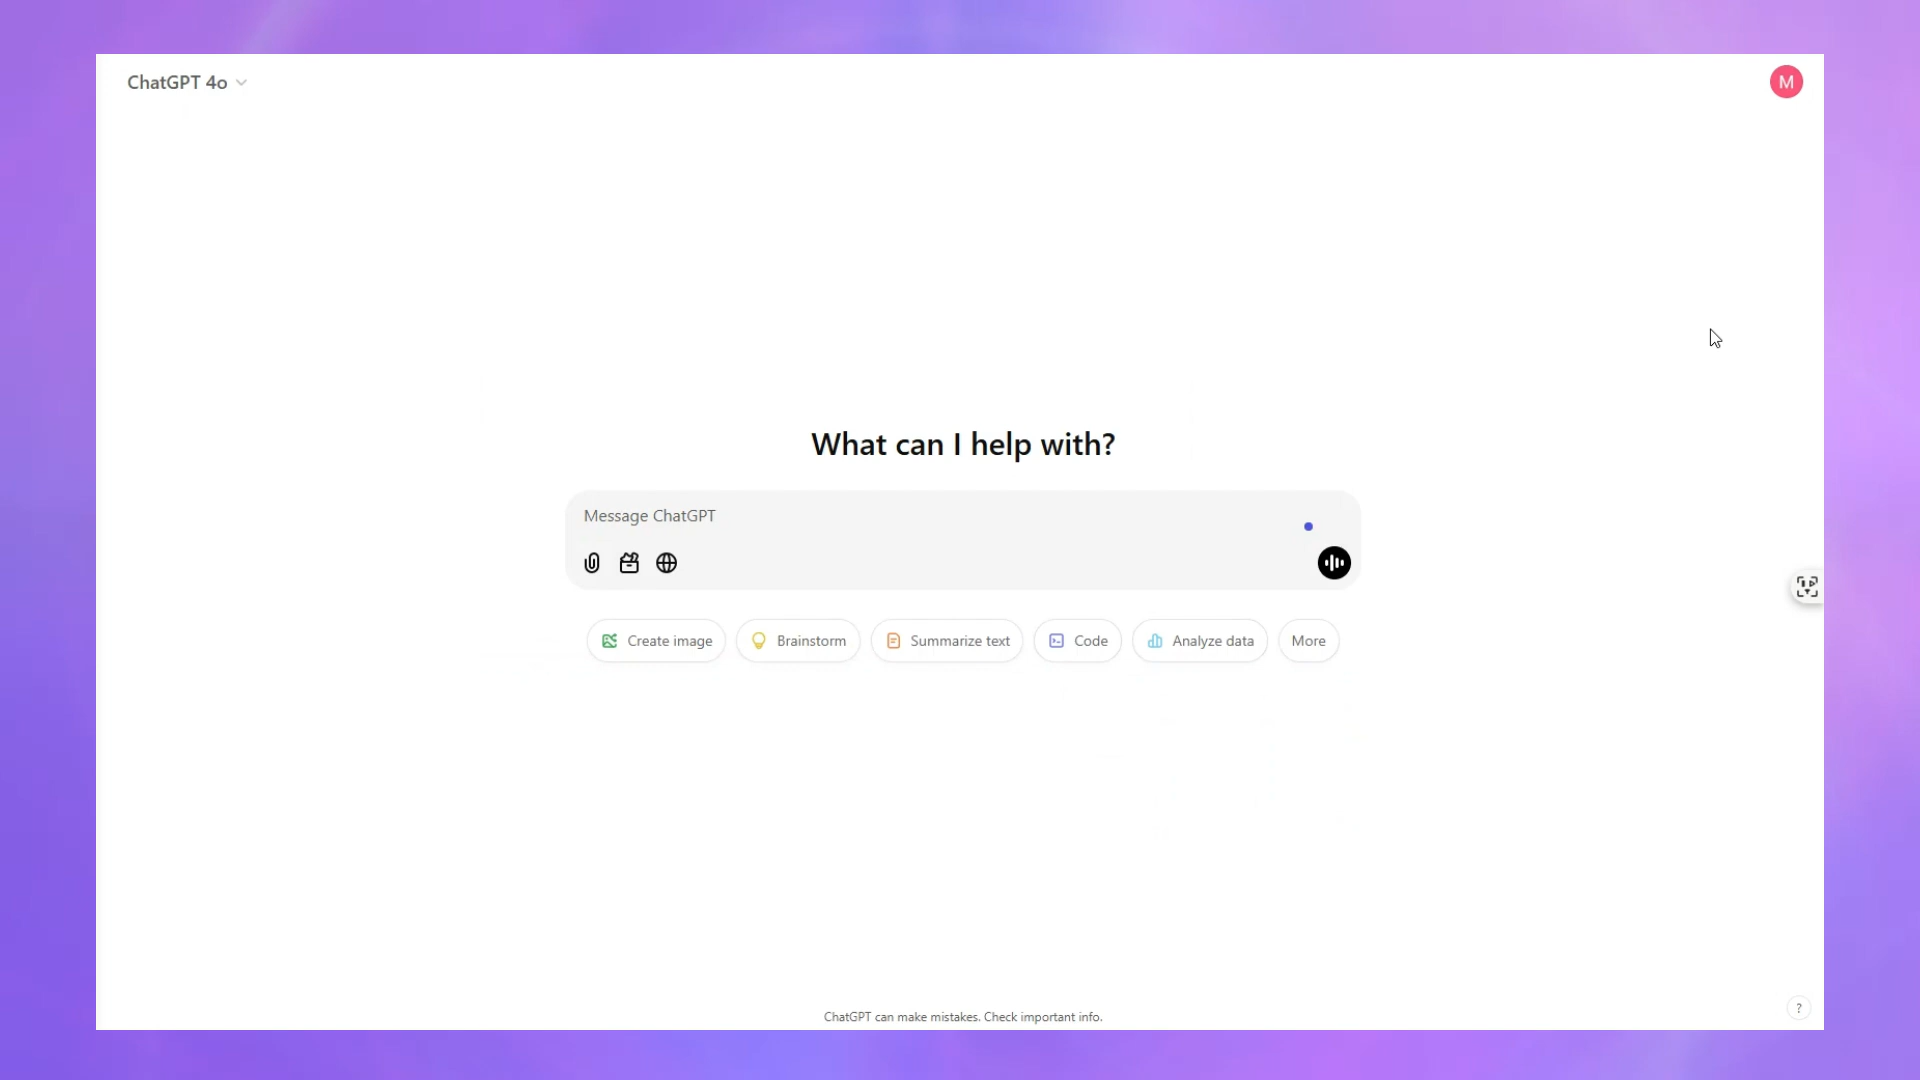 ChatGPT 4o
M
What can I help with?
Message ChatGPT
Create image Brainstorm Summarize text Code Analyze data More
ChatGPT can make mistakes. Check important info.
?